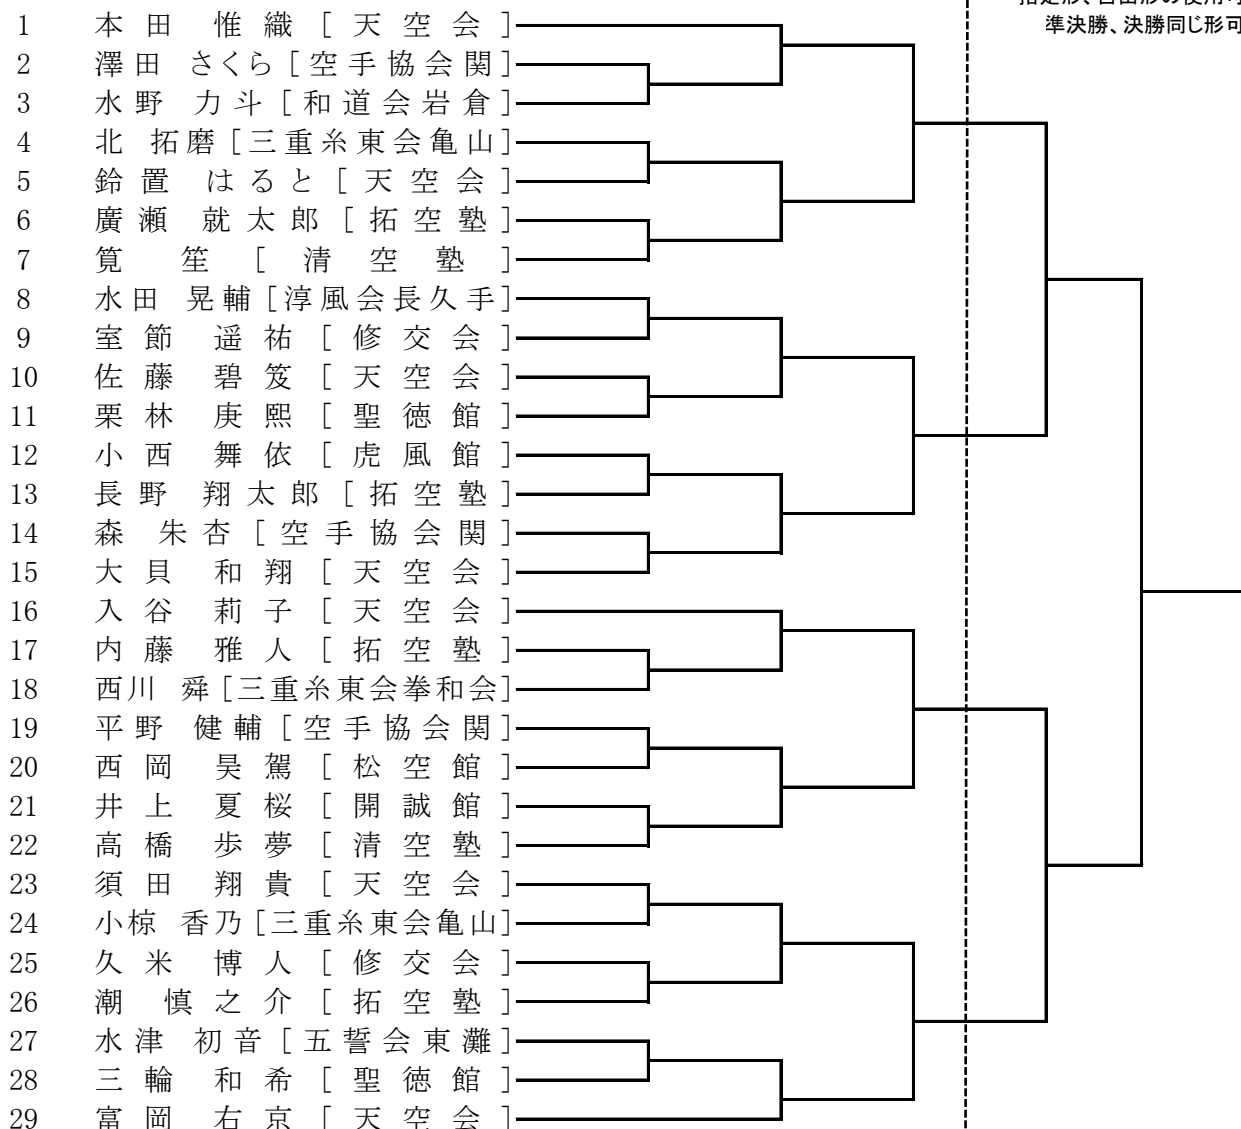 準決勝、決勝同じ形可
1 本田 惟織 [天空会]
2 澤田 さくら [空手協会関]
3 水野 力斗 [和道会岩倉]
4 北 拓磨 [三重糸東会亀山]
5 鈴置 はると [天空会]
6 廣瀬 就太郎 [拓空塾]
7 筧 笙 [清空塾]
8 水田 晃輔 [淳風会長久手]
9 室節 遥祐 [修交会]
10 佐藤 碧笈 [天空会]
11 栗林 庚熙 [聖徳館]
12 小西 舞依 [虎風館]
13 長野 翔太郎 [拓空塾]
14 森 朱杏 [空手協会関]
15 大貝 和翔 [天空会]
16 入谷 莉子 [天空会]
17 内藤 雅人 [拓空塾]
18 西川 舜 [三重糸東会拳和会]
19 平野 健輔 [空手協会関]
20 西岡 昊駕 [松空館]
21 井上 夏桜 [開誠館]
22 高橋 歩夢 [清空塾]
23 須田 翔貴 [天空会]
24 小椋 香乃 [三重糸東会亀山]
25 久米 博人 [修交会]
26 潮 慎之介 [拓空塾]
27 水津 初音 [五誓会東灘]
28 三輪 和希 [聖徳館]
29 富岡 右京 [天空会]